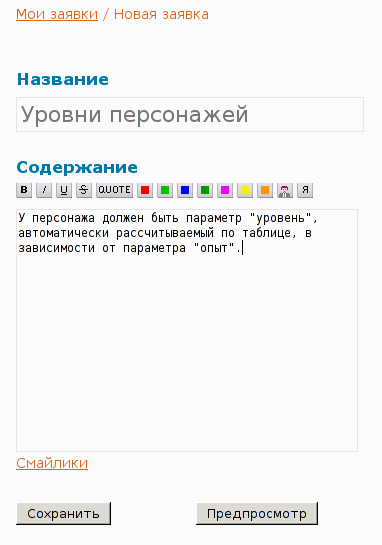 Мои заявки / Новая заявка
Название
Уровни персонажей
Содержание
B I U S QUOTE Я
У персонажа должен быть параметр "уровень",
автоматически рассчитываемый по таблице, в
зависимости от параметра "опыт".
Смайлики
Сохранить Предпросмотр